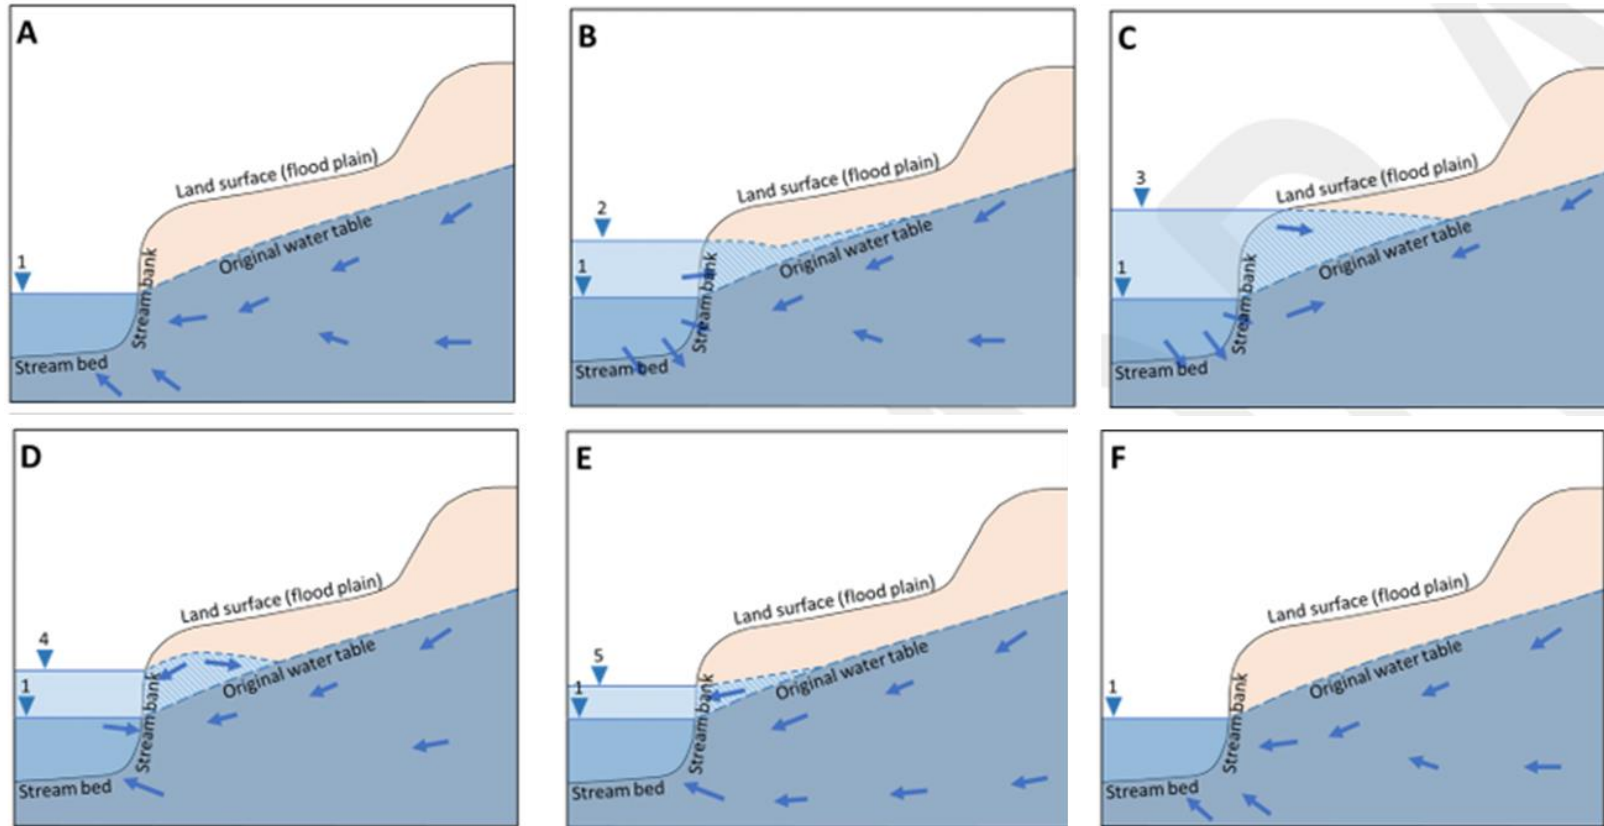 A
Land surface (flood plain)
Original water table
1
Stream bank
Stream bed
B
Land surface (flood plain)
2
Original water table
1
Stream bank
Stream bed
C
3
Land surface (flood plain)
Original water table
1
Stream bank
Stream bed
D
Land surface (flood plain)
4
Original water table
1
Stream bank
Stream bed
E
Land surface (flood plain)
5
Original water table
1
Stream bank
Stream bed
F
Land surface (flood plain)
Original water table
1
Stream bank
Stream bed